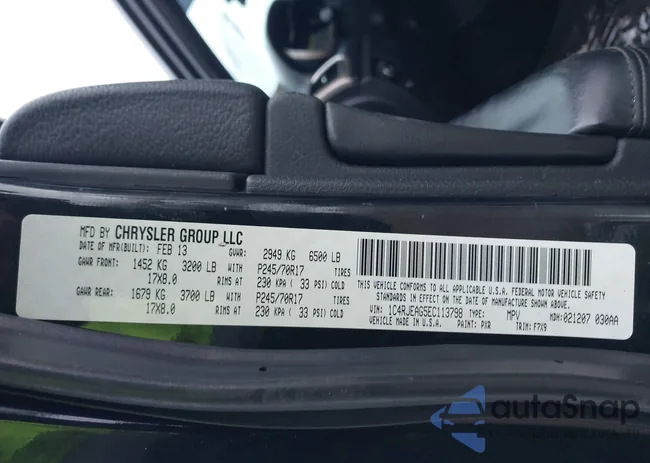 MFD BY CHRYSLER GROUP LLC
DATE OF MFR(BUILT): FEB 13 GVWR: 2949 KG 6500 LB
GAWR FRONT: 1452 KG 3200 LB WITH P245/70R17 TIRES
17X8.0 RIMS AT 230 KPA ( 33 PSI) COLD
GAWR REAR: 1679 KG 3700 LB WITH P245/70R17 TIRES
17X8.0 RIMS AT 230 KPA ( 33 PSI) COLD
THIS VEHICLE CONFORMS TO ALL APPLICABLE U.S.A. FEDERAL MOTOR VEHICLE SAFETY
STANDARDS IN EFFECT ON THE DATE OF MANUFACTURE SHOWN ABOVE.
VIN: 1C4RJEAG5EC113798 TYPE: MPV MDH: 021207 030AA
VEHICLE MADE IN U.S.A. PAINT: PXR TRIM: F7X9
autoSnap